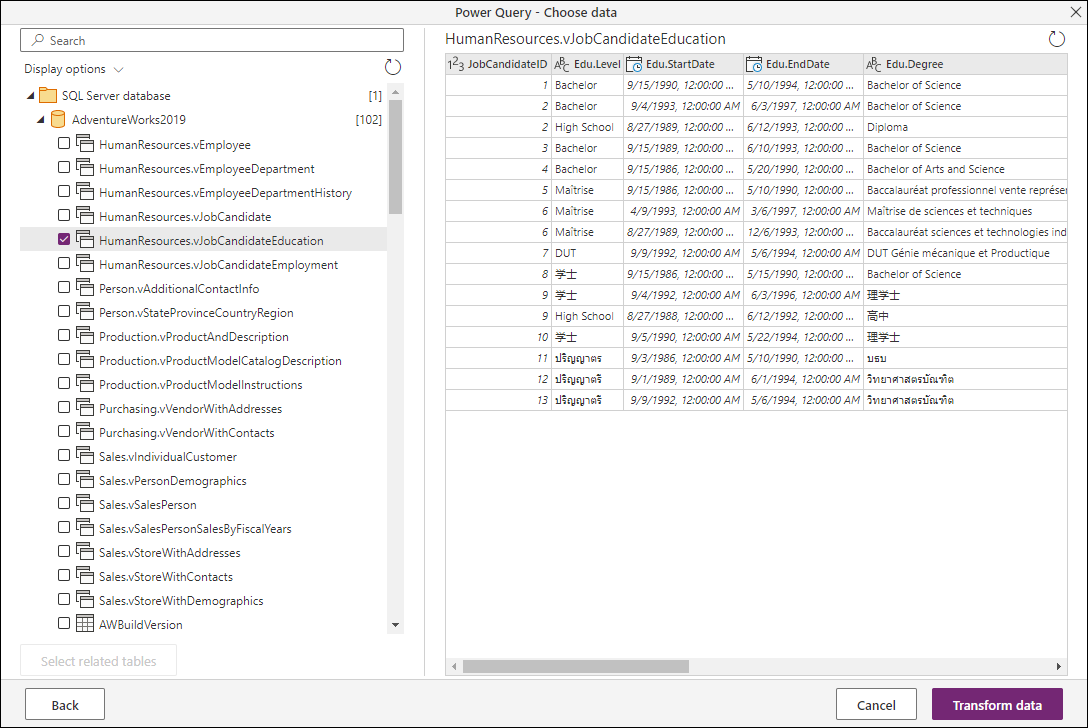 Power Query - Choose data
Search
Display options
SQL Server database [1]
AdventureWorks2019 [102]
HumanResources.vEmployee
HumanResources.vEmployeeDepartment
HumanResources.vEmployeeDepartmentHistory
HumanResources.vJobCandidate
HumanResources.vJobCandidateEducation
HumanResources.vJobCandidateEmployment
Person.vAdditionalContactInfo
Person.vStateProvinceCountryRegion
Production.vProductAndDescription
Production.vProductModelCatalogDescription
Production.vProductModelInstructions
Purchasing.vVendorWithAddresses
Purchasing.vVendorWithContacts
Sales.vIndividualCustomer
Sales.vPersonDemographics
Sales.vSalesPerson
Sales.vSalesPersonSalesByFiscalYears
Sales.vStoreWithAddresses
Sales.vStoreWithContacts
Sales.vStoreWithDemographics
AWBuildVersion
Select related tables
HumanResources.vJobCandidateEducation
123 JobCandidateID ABC Edu.Level Edu.StartDate Edu.EndDate ABC Edu.Degree
1 Bachelor 9/15/1990, 12:00:00 ... 5/10/1994, 12:00:00 ... Bachelor of Science
2 Bachelor 9/4/1993, 12:00:00 AM 6/3/1997, 12:00:00 AM Bachelor of Science
2 High School 8/27/1989, 12:00:00 ... 6/12/1993, 12:00:00 ... Diploma
3 Bachelor 9/15/1989, 12:00:00 ... 6/10/1993, 12:00:00 ... Bachelor of Science
4 Bachelor 9/15/1986, 12:00:00 ... 5/20/1990, 12:00:00 ... Bachelor of Arts and Science
5 Maîtrise 9/15/1986, 12:00:00 ... 5/10/1990, 12:00:00 ... Baccalauréat professionnel vente représer
6 Maîtrise 4/9/1993, 12:00:00 AM 3/6/1997, 12:00:00 AM Maîtrise de sciences et techniques
6 Maîtrise 8/27/1989, 12:00:00 ... 12/6/1993, 12:00:00 ... Baccalauréat sciences et technologies ind
7 DUT 9/9/1992, 12:00:00 AM 5/6/1994, 12:00:00 AM DUT Génie mécanique et Productique
8 学士 9/15/1986, 12:00:00 ... 5/15/1990, 12:00:00 ... Bachelor of Science
9 学士 9/4/1992, 12:00:00 AM 6/3/1996, 12:00:00 AM 理学士
9 High School 8/27/1988, 12:00:00 ... 6/12/1992, 12:00:00 ... 高中
10 学士 9/5/1990, 12:00:00 AM 5/22/1994, 12:00:00 ... 理学士
11 ปริญญาตร 9/3/1986, 12:00:00 AM 5/10/1990, 12:00:00 ... บธบ
12 ปริญญาตรี 9/1/1989, 12:00:00 AM 6/1/1994, 12:00:00 AM วิทยาศาสตรบัณฑิต
13 ปริญญาตรี 9/9/1992, 12:00:00 AM 5/6/1994, 12:00:00 AM วิทยาศาสตรบัณฑิต
Back
Cancel
Transform data